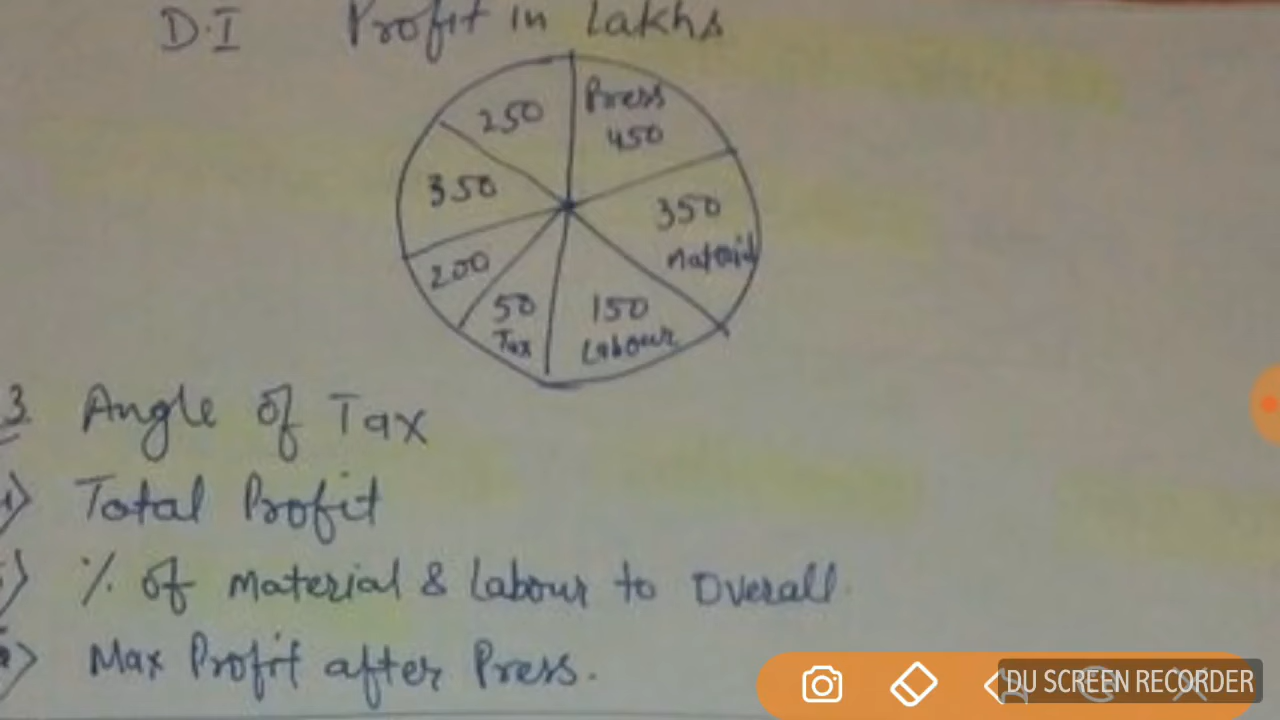 D.I Profit in Lakhs
250
Press
450
350
350
Material
200
50
Tax
150
Labour
3 Angle of Tax
Total Profit
% of Material & Labour to Overall
Max Profit after Press.
DU SCREEN RECORDER